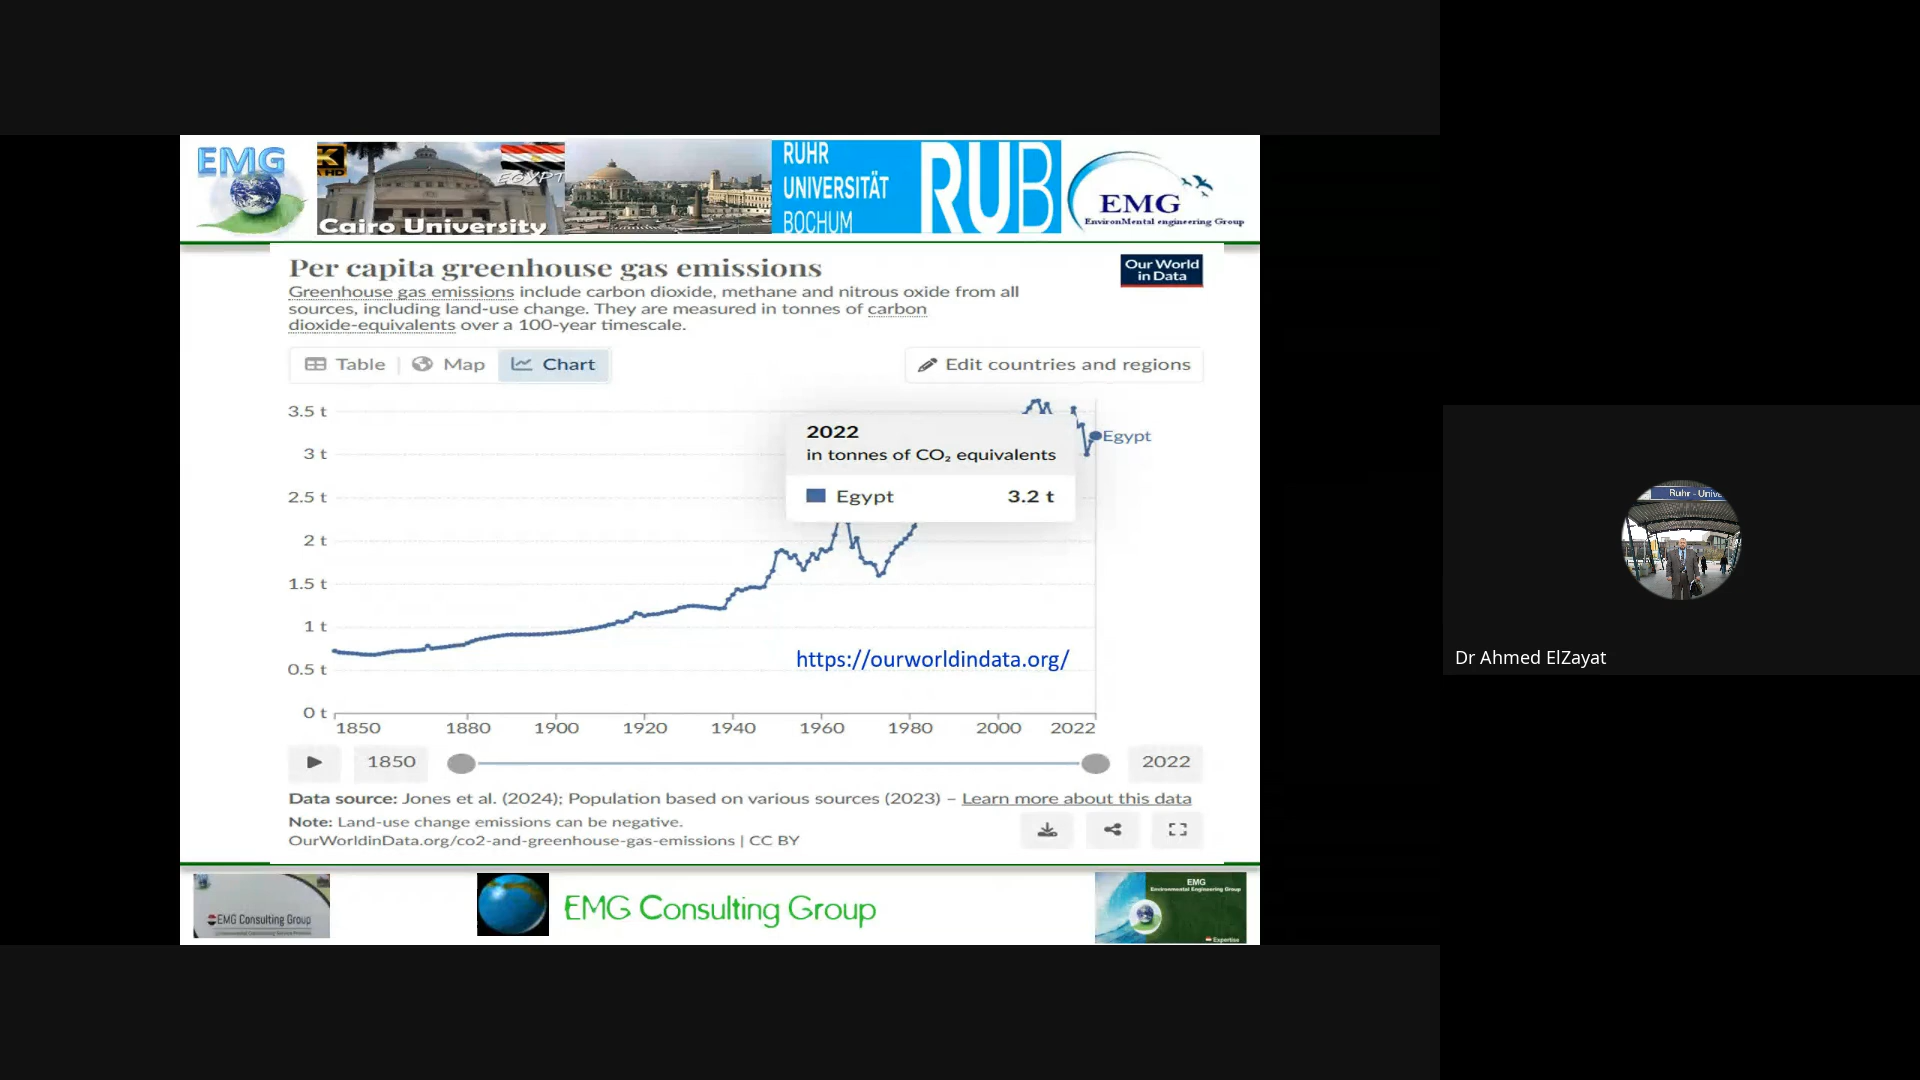 EMG
K
HD
EGYPT
Cairo University
RUHR
UNIVERSITÄT
BOCHUM
RUB
EMG
EnvironMental engineering Group
Per capita greenhouse gas emissions
Our World
in Data
Greenhouse gas emissions include carbon dioxide, methane and nitrous oxide from all
sources, including land-use change. They are measured in tonnes of carbon
dioxide-equivalents over a 100-year timescale.
Table
Map
Chart
Edit countries and regions
3.5 t
3 t
2.5 t
2 t
1.5 t
1 t
0.5 t
0 t
2022
in tonnes of CO₂ equivalents
Egypt 3.2 t
Egypt
https://ourworldindata.org/
1850 1880 1900 1920 1940 1960 1980 2000 2022
1850
2022
Data source: Jones et al. (2024); Population based on various sources (2023) – Learn more about this data
Note: Land-use change emissions can be negative.
OurWorldinData.org/co2-and-greenhouse-gas-emissions | CC BY
EMG Consulting Group
EMG Consulting Group
EMG
Environmental Engineering Group
Expertise
Ruhr - Unive
Dr Ahmed ElZayat